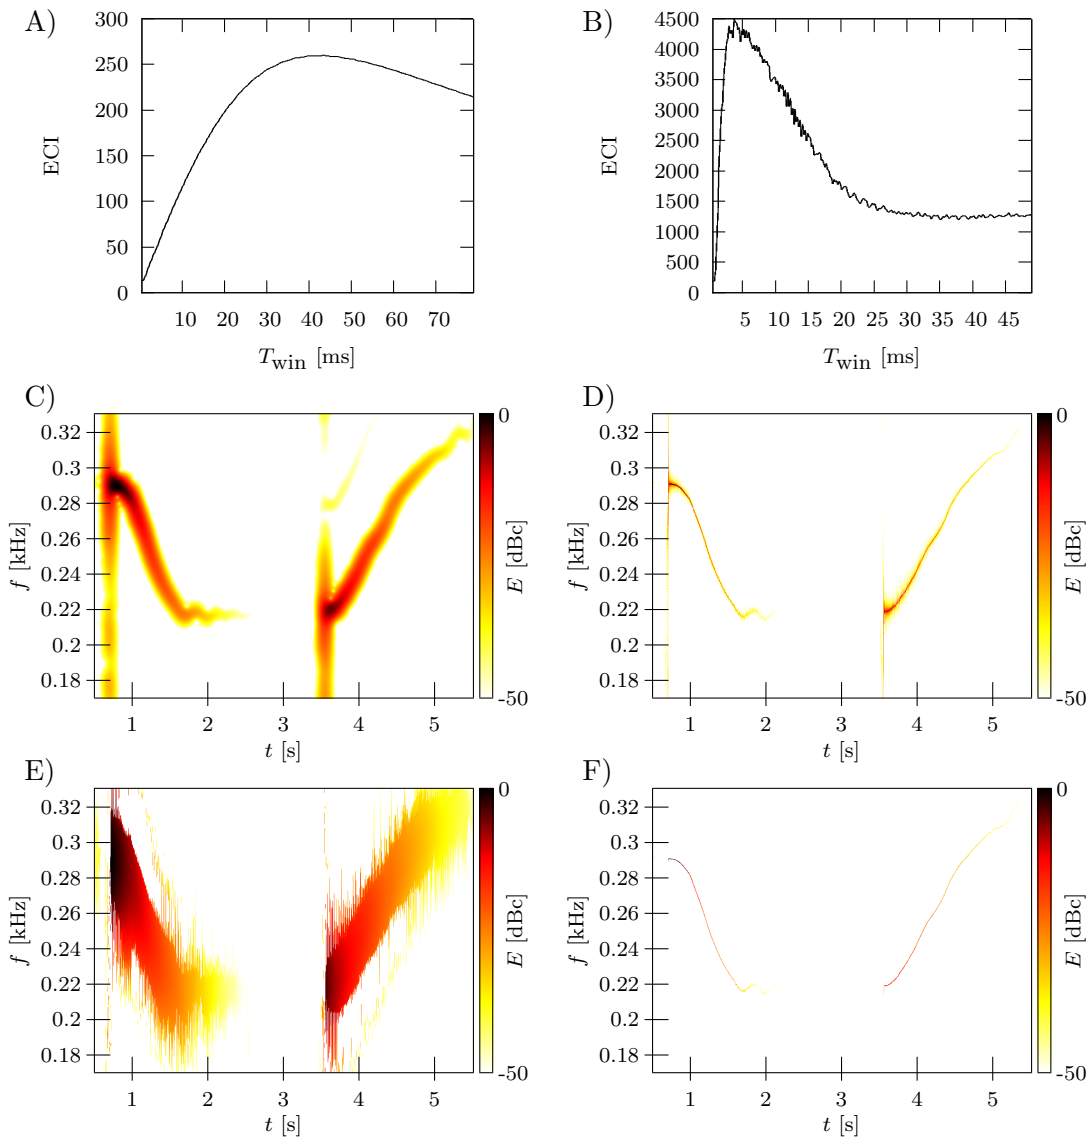 A)
ECI
300
250
200
150
100
50
0
10 20 30 40 50 60 70
T_win [ms]
B)
ECI
4500
4000
3500
3000
2500
2000
1500
1000
500
0
5 10 15 20 25 30 35 40 45
T_win [ms]
C)
f [kHz]
0.32
0.3
0.28
0.26
0.24
0.22
0.2
0.18
1 2 3 4 5
t [s]
0
E [dBc]
-50
D)
f [kHz]
0.32
0.3
0.28
0.26
0.24
0.22
0.2
0.18
1 2 3 4 5
t [s]
0
E [dBc]
-50
E)
f [kHz]
0.32
0.3
0.28
0.26
0.24
0.22
0.2
0.18
1 2 3 4 5
t [s]
0
E [dBc]
-50
F)
f [kHz]
0.32
0.3
0.28
0.26
0.24
0.22
0.2
0.18
1 2 3 4 5
t [s]
0
E [dBc]
-50